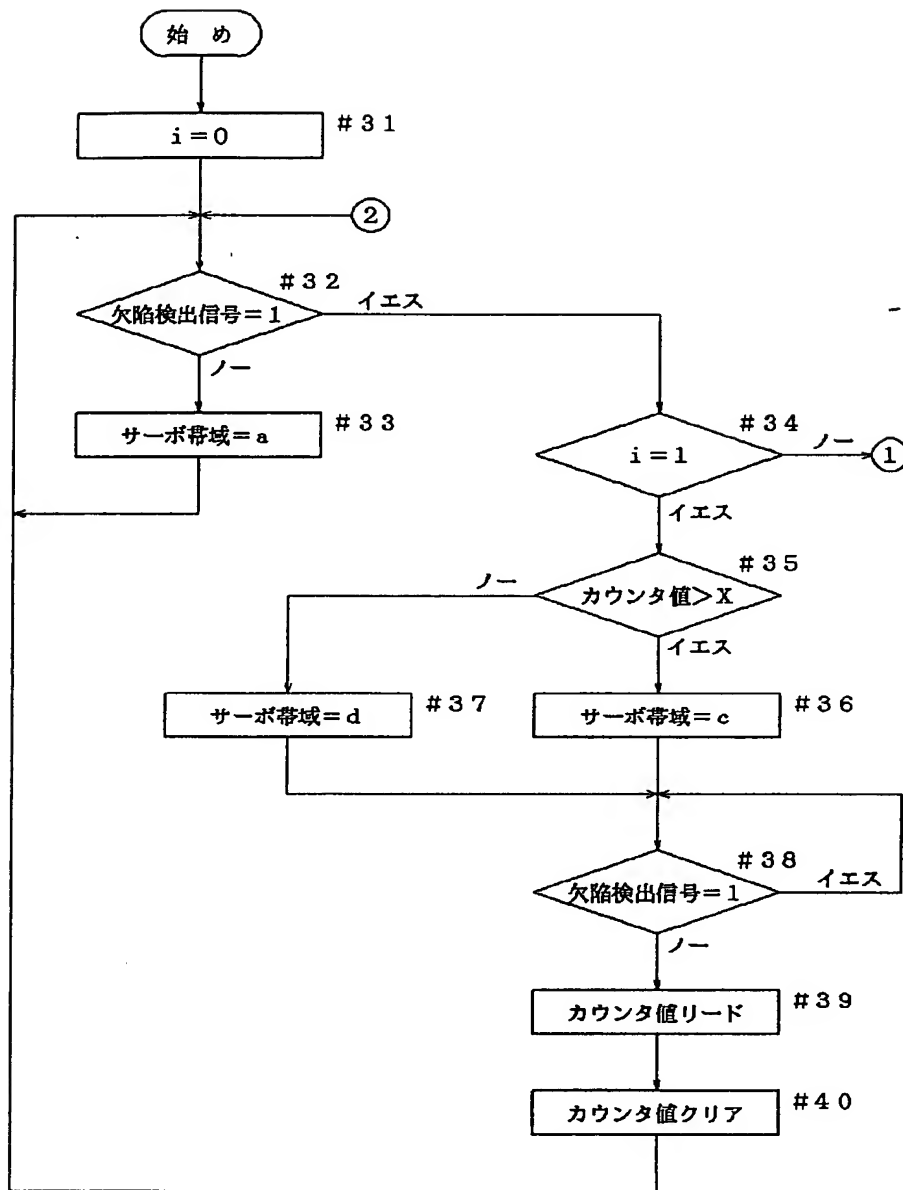 始 め
i=0
#31
②
#32
欠陥検出信号=1
イエス
ノー
サーボ帯域=a
#33
#34
i=1
ノー
①
イエス
#35
カウンタ値>X
ノー
イエス
サーボ帯域=d
#37
サーボ帯域=c
#36
#38
欠陥検出信号=1
イエス
ノー
カウンタ値リード
#39
カウンタ値クリア
#40